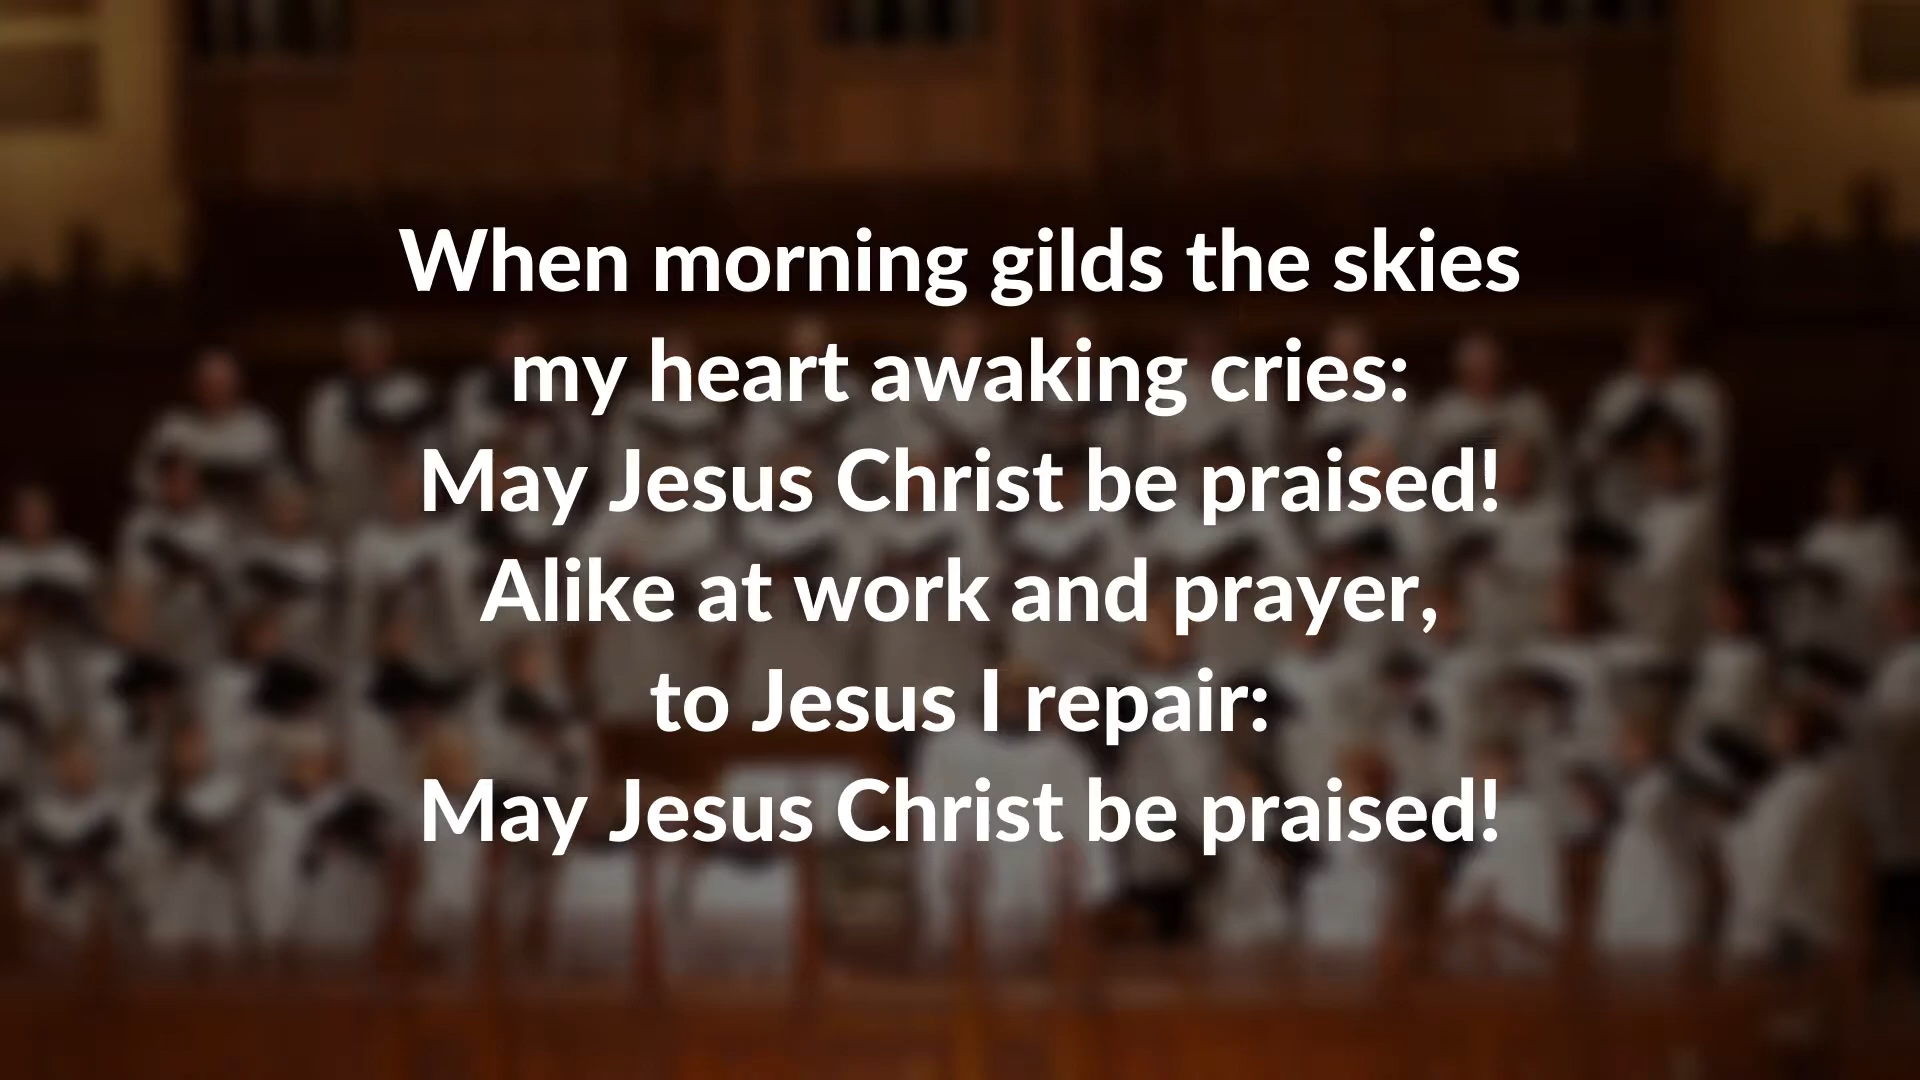 When morning gilds the skies
my heart awaking cries:
May Jesus Christ be praised!
Alike at work and prayer,
to Jesus I repair:
May Jesus Christ be praised!